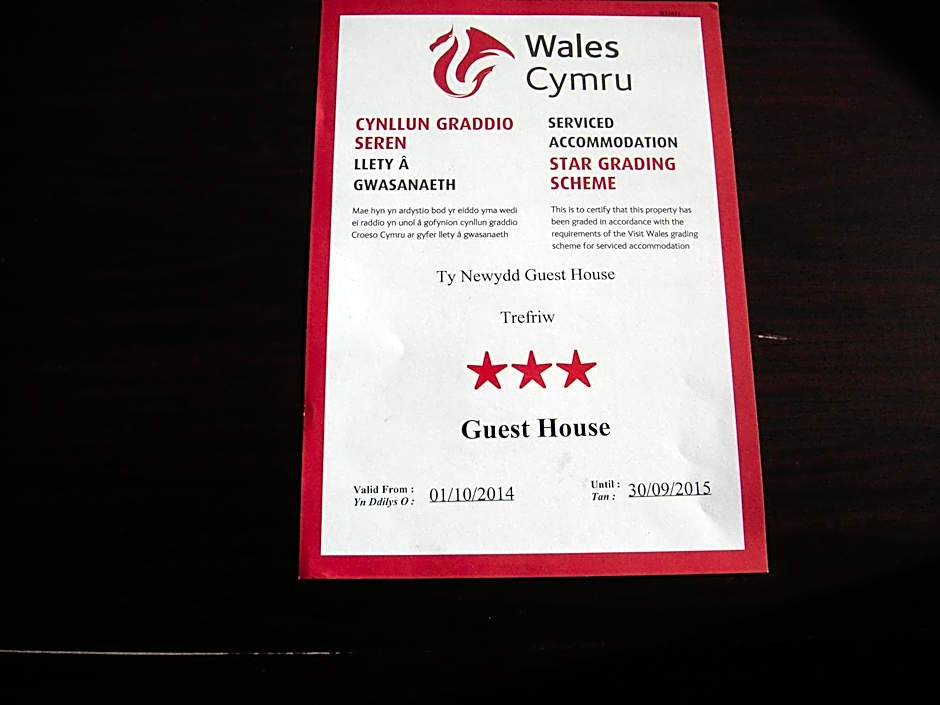 Wales
Cymru
CYNLLUN GRADDIO
SEREN
LLETY Â
GWASANAETH
Mae hyn yn ardystio bod yr eiddo yma wedi
ei raddio yn unol â gofynion cynllun graddio
Croeso Cymru ar gyfer llety â gwasanaeth
SERVICED
ACCOMMODATION
STAR GRADING
SCHEME
This is to certify that this property has
been graded in accordance with the
requirements of the Visit Wales grading
scheme for serviced accommodation
Ty Newydd Guest House
Trefriw
Guest House
Valid From : 01/10/2014
Yn Ddilys O :
Until : 30/09/2015
Tan :